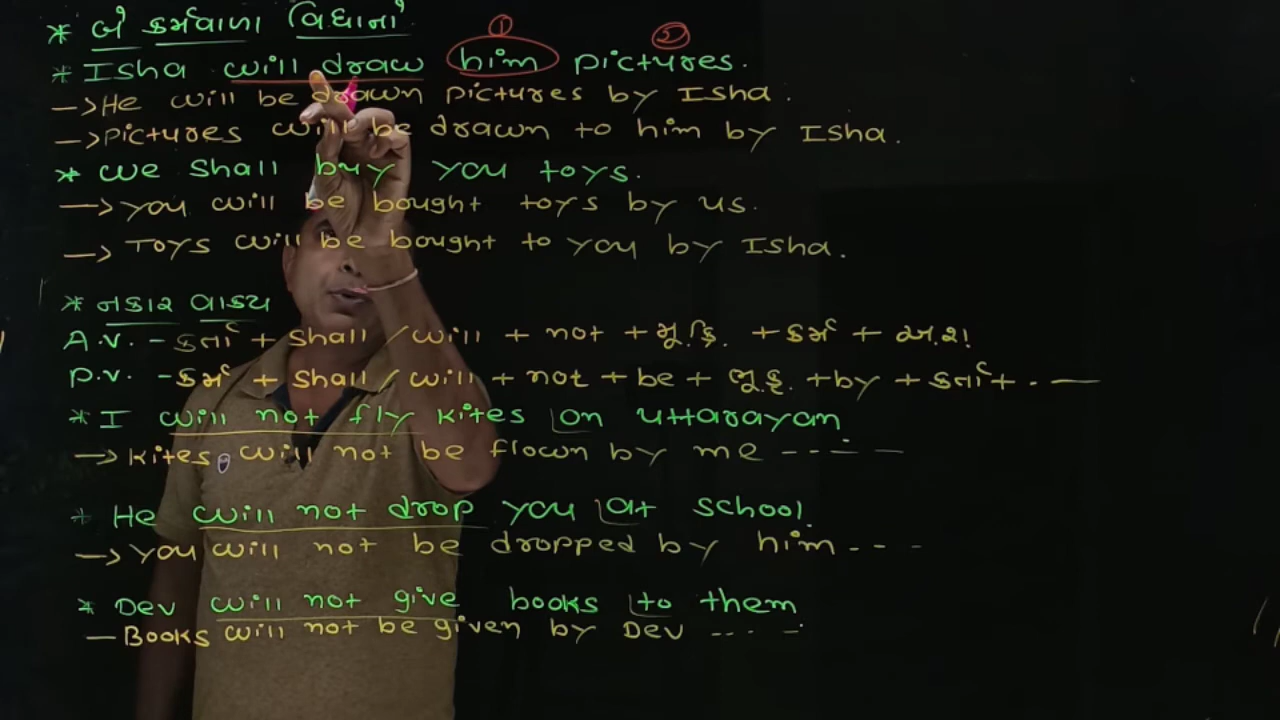 * બે કર્મવાળા વિધાનો
① ②
* Isha will draw him pictures.
→ He will be drawn pictures by Isha.
→ Pictures will be drawn to him by Isha.
* We shall buy you toys.
→ You will be bought toys by us.
→ Toys will be bought to you by Isha.
* નકાર વાક્ય
A.V. - કર્તા + shall / will + not + મૂ.ક્રિ. + કર્મ + અ.શ.
P.V. - કર્મ + shall / will + not + be + ભૂ.કૃ. + by + કર્તા + . —
* I will not fly kites on uttarayan
→ Kites will not be flown by me - - - - —
* He will not drop you at school.
→ You will not be dropped by him - - -
* Dev will not give books to them
— Books will not be given by Dev - - - -